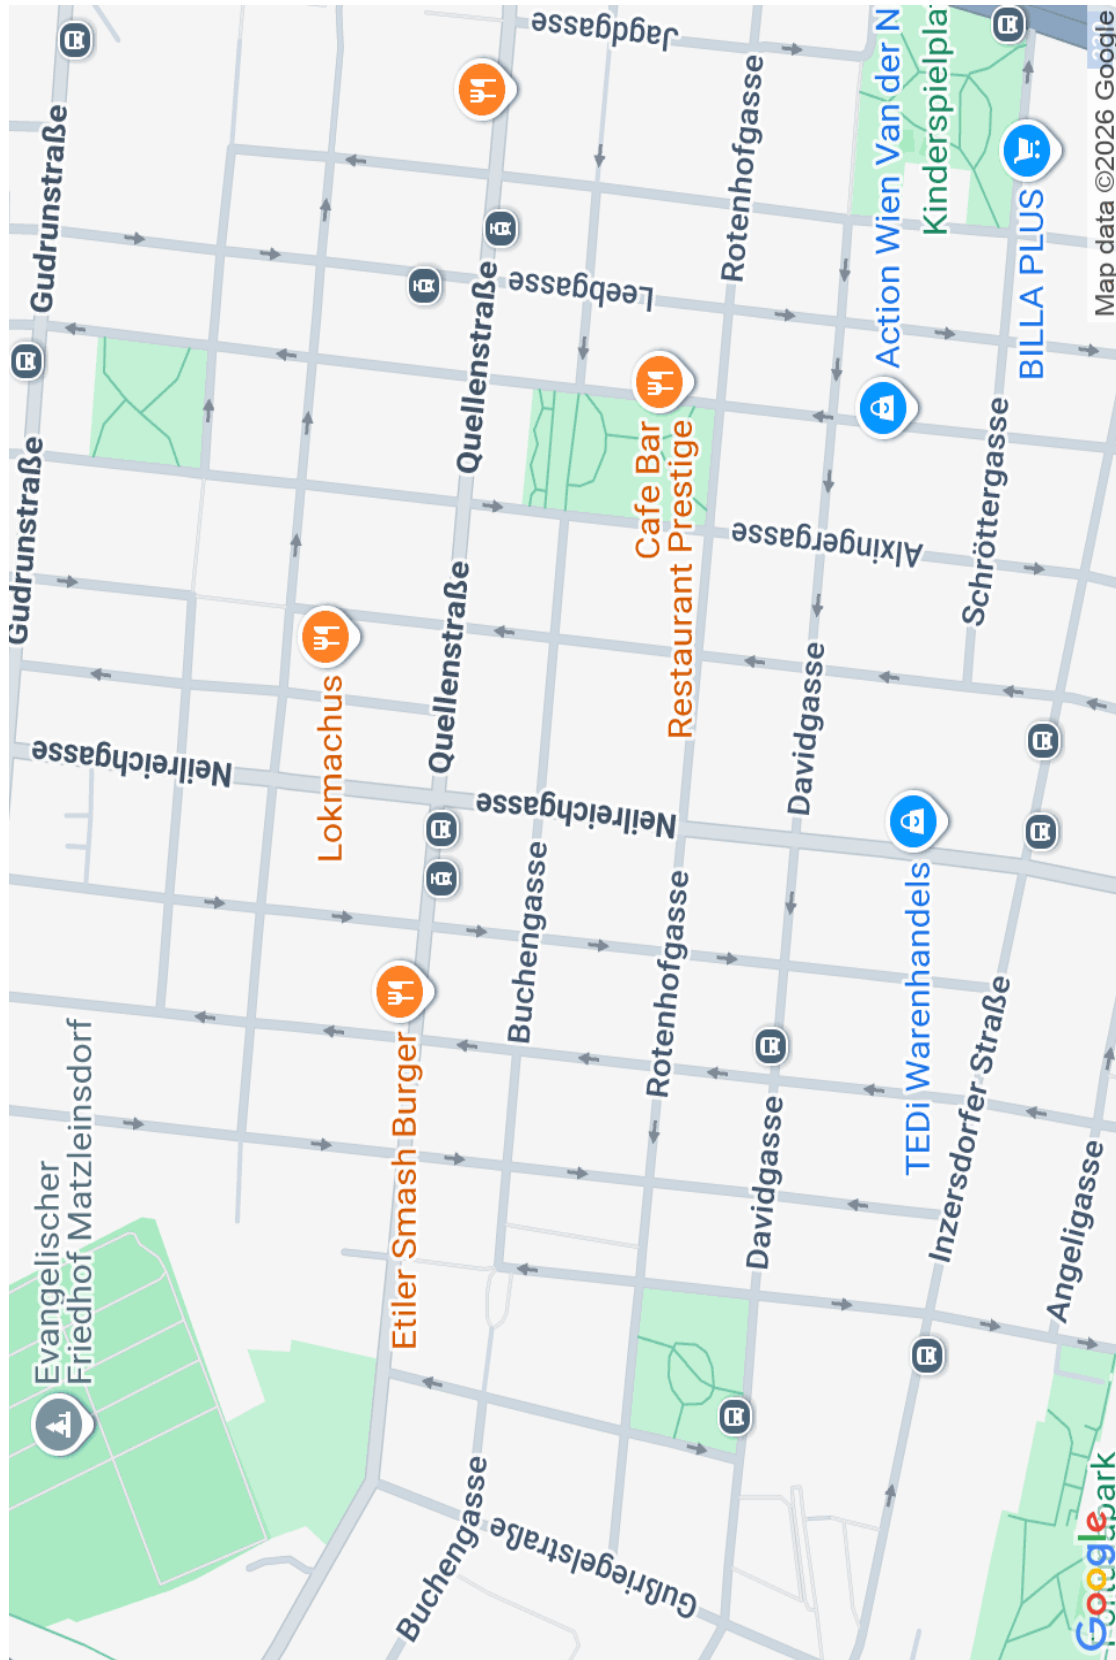 Gudrunstraße
Gudrunstraße
Gudrunstraße
Jagdgasse
Rotenhofgasse
Action Wien Van der N
Kinderspielpla
BILLA PLUS
Map data ©2026 Google
Leebgasse
Quellenstraße
Quellenstraße
Cafe Bar
Restaurant Prestige
Alxingergasse
Schröttergasse
Davidgasse
Neilreichgasse
Neilreichgasse
Lokmachus
Buchengasse
Rotenhofgasse
TEDi Warenhandels
Inzersdorfer Straße
Evangelischer
Friedhof Matzleinsdorf
Etiler Smash Burger
Davidgasse
Angeligasse
Buchengasse
Gußriegelstraße
Google